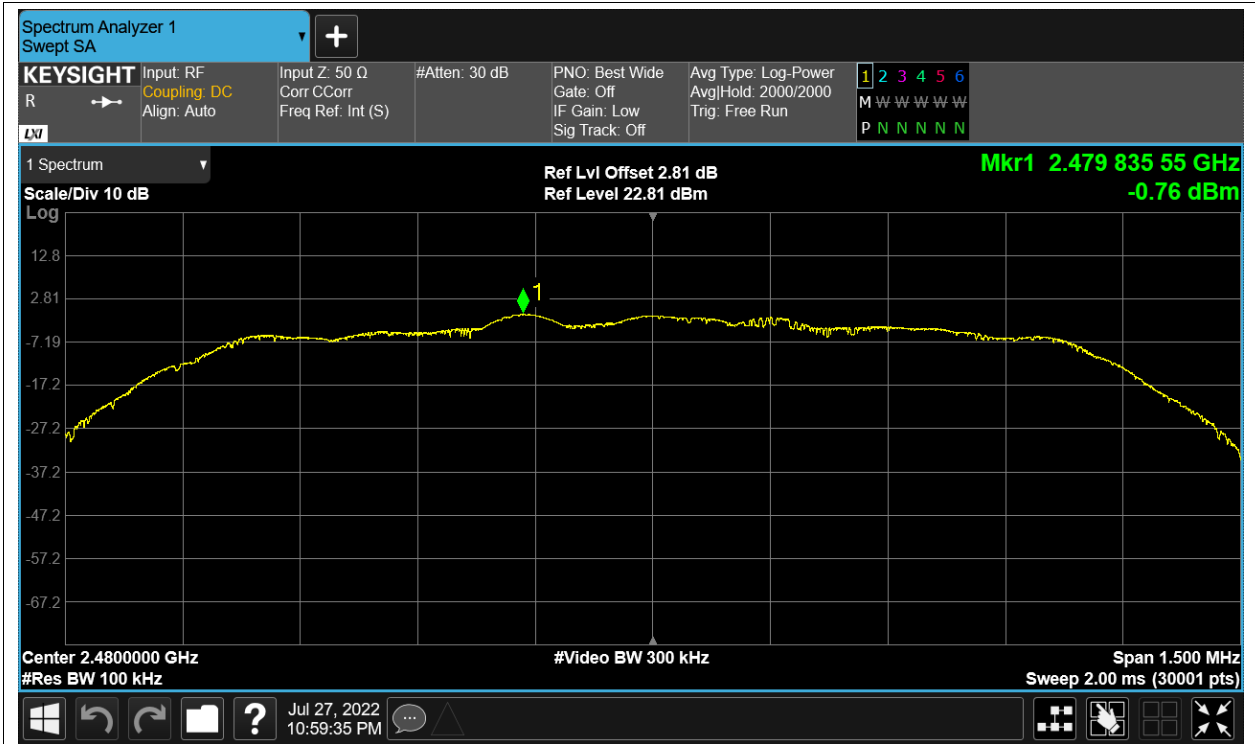 Spectrum Analyzer 1
Swept SA
+
KEYSIGHT
R
LXI
Input: RF
Coupling: DC
Align: Auto
Input Z: 50 Ω
Corr CCorr
Freq Ref: Int (S)
#Atten: 30 dB
PNO: Best Wide
Gate: Off
IF Gain: Low
Sig Track: Off
Avg Type: Log-Power
Avg|Hold: 2000/2000
Trig: Free Run
1 2 3 4 5 6
M W W W W W
P N N N N N
1 Spectrum
Scale/Div 10 dB
Log
Ref Lvl Offset 2.81 dB
Ref Level 22.81 dBm
Mkr1 2.479 835 55 GHz
-0.76 dBm
12.8
2.81
-7.19
-17.2
-27.2
-37.2
-47.2
-57.2
-67.2
1
Center 2.4800000 GHz
#Res BW 100 kHz
#Video BW 300 kHz
Span 1.500 MHz
Sweep 2.00 ms (30001 pts)
?
Jul 27, 2022
10:59:35 PM